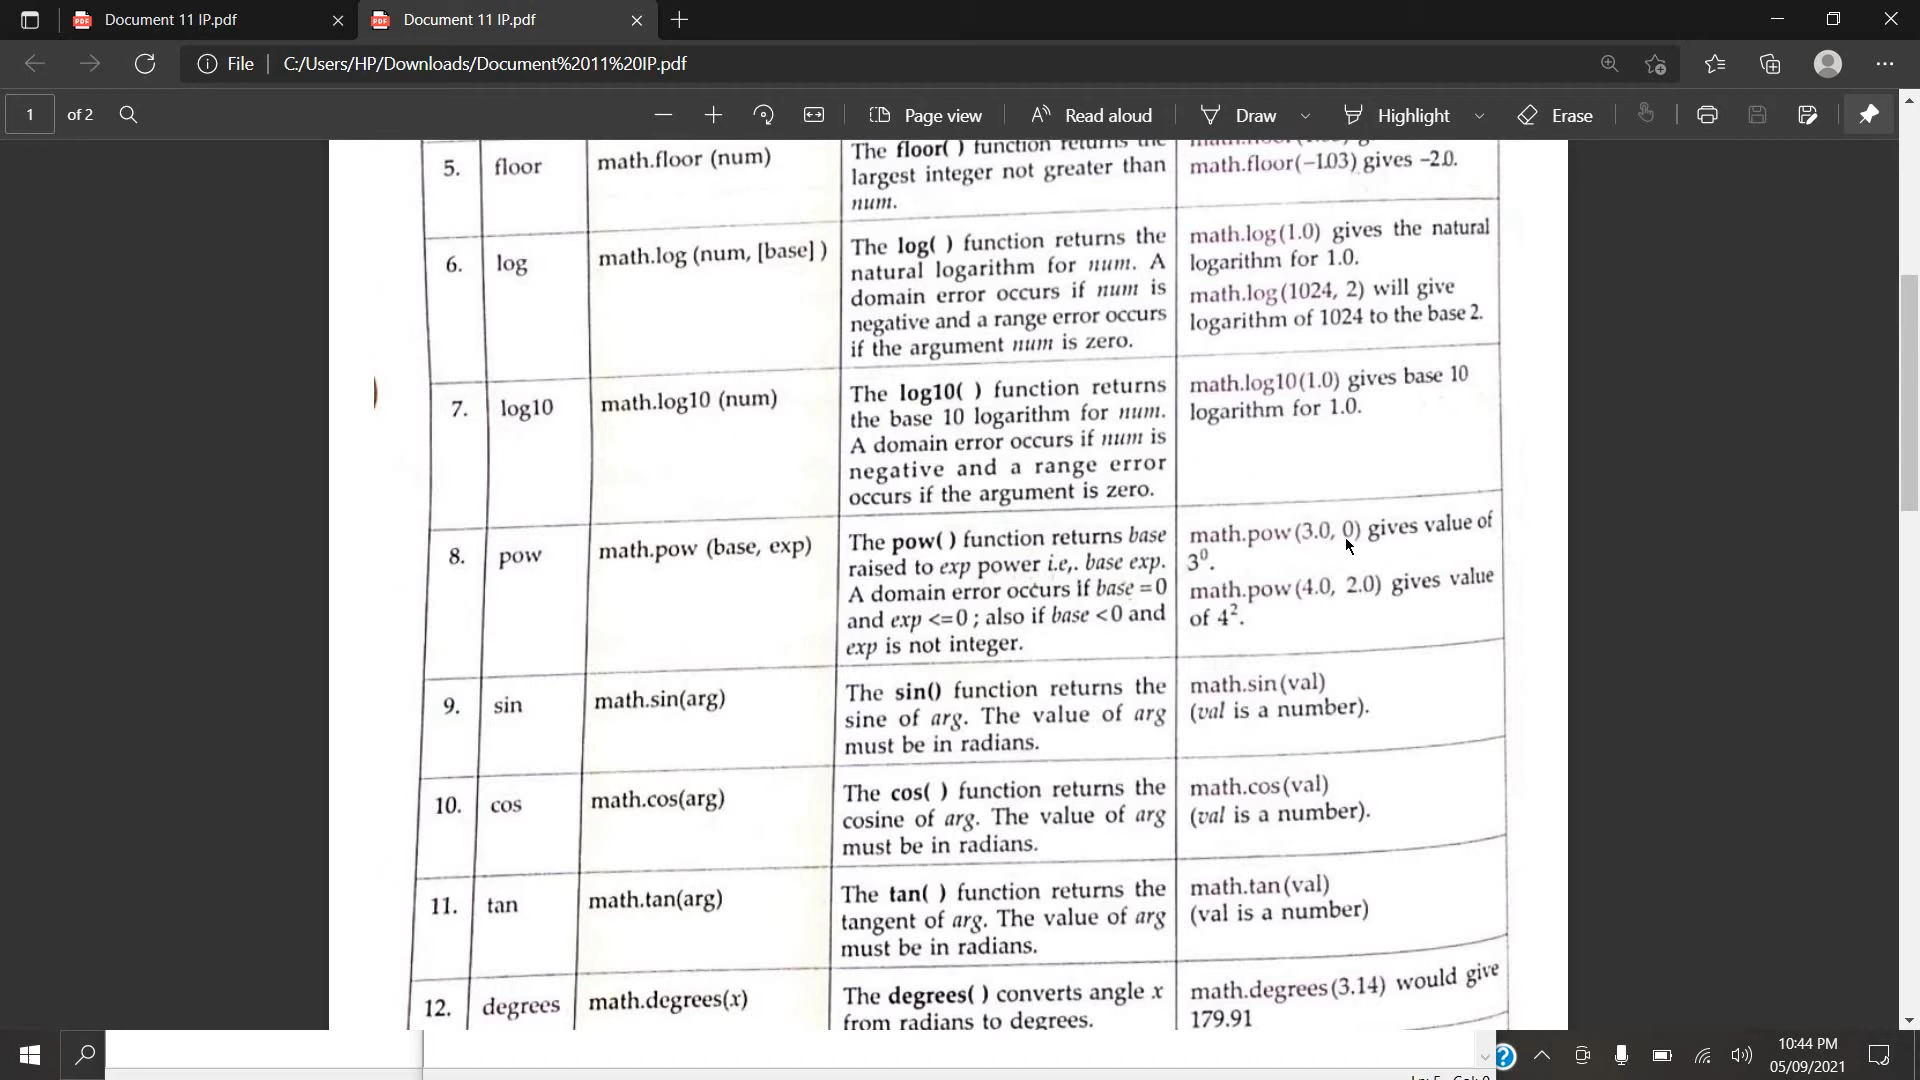 Document 11 IP.pdf
Document 11 IP.pdf
File
C:/Users/HP/Downloads/Document%2011%20IP.pdf
1 of 2
Page view
Read aloud
Draw
Highlight
Erase
5. floor math.floor (num)
The floor( ) function returns the
largest integer not greater than
num.
math.floor(–1.03) gives –2.0.
6. log math.log (num, [base] )
The log( ) function returns the
natural logarithm for num. A
domain error occurs if num is
negative and a range error occurs
if the argument num is zero.
math.log(1.0) gives the natural
logarithm for 1.0.
math.log(1024, 2) will give
logarithm of 1024 to the base 2.
7. log10 math.log10 (num)
The log10( ) function returns
the base 10 logarithm for num.
A domain error occurs if num is
negative and a range error
occurs if the argument is zero.
math.log10(1.0) gives base 10
logarithm for 1.0.
8. pow math.pow (base, exp)
The pow( ) function returns base
raised to exp power i.e,. base exp.
A domain error occurs if base = 0
and exp <=0 ; also if base <0 and
exp is not integer.
math.pow (3.0, 0) gives value of
3⁰.
math.pow (4.0, 2.0) gives value
of 4².
9. sin math.sin(arg)
The sin() function returns the
sine of arg. The value of arg
must be in radians.
math.sin(val)
(val is a number).
10. cos math.cos(arg)
The cos( ) function returns the
cosine of arg. The value of arg
must be in radians.
math.cos(val)
(val is a number).
11. tan math.tan(arg)
The tan( ) function returns the
tangent of arg. The value of arg
must be in radians.
math.tan(val)
(val is a number)
12. degrees math.degrees(x)
The degrees( ) converts angle x
from radians to degrees.
math.degrees(3.14) would give
179.91
10:44 PM
05/09/2021